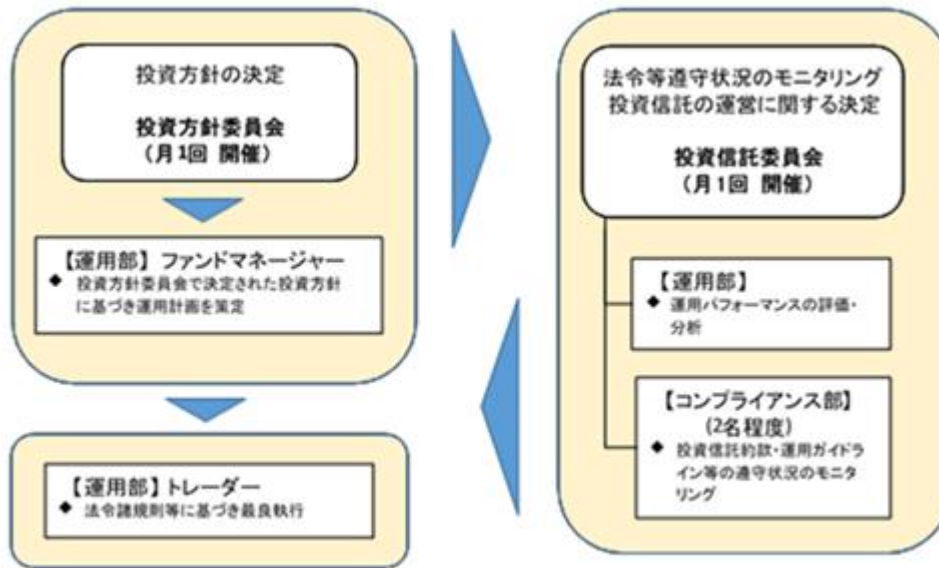 投資方針の決定
投資方針委員会
(月1回 開催)
【運用部】ファンドマネージャー
◆ 投資方針委員会で決定された投資方針
に基づき運用計画を策定
【運用部】トレーダー
◆ 法令諸規則等に基づき最良執行
法令等遵守状況のモニタリング
投資信託の運営に関する決定
投資信託委員会
(月1回 開催)
【運用部】
◆ 運用パフォーマンスの評価・
分析
【コンプライアンス部】
(2名程度)
◆ 投資信託約款・運用ガイドラ
イン等の遵守状況のモニタ
リング